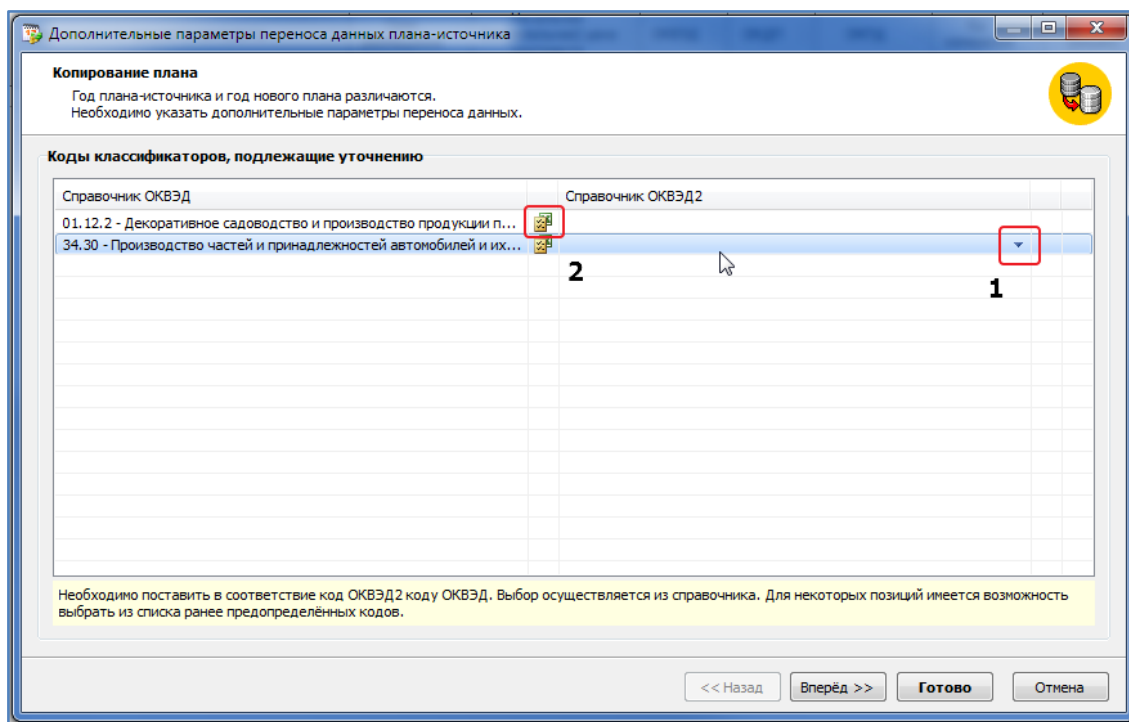 Дополнительные параметры переноса данных плана-источника
Копирование плана
Год плана-источника и год нового плана различаются.
Необходимо указать дополнительные параметры переноса данных.
Коды классификаторов, подлежащие уточнению
Справочник ОКВЭД Справочник ОКВЭД2
01.12.2 - Декоративное садоводство и производство продукции п...
34.30 - Производство частей и принадлежностей автомобилей и их...
2
1
Необходимо поставить в соответствие код ОКВЭД2 коду ОКВЭД. Выбор осуществляется из справочника. Для некоторых позиций имеется возможность
выбрать из списка ранее предопределённых кодов.
<< Назад Вперёд >> Готово Отмена